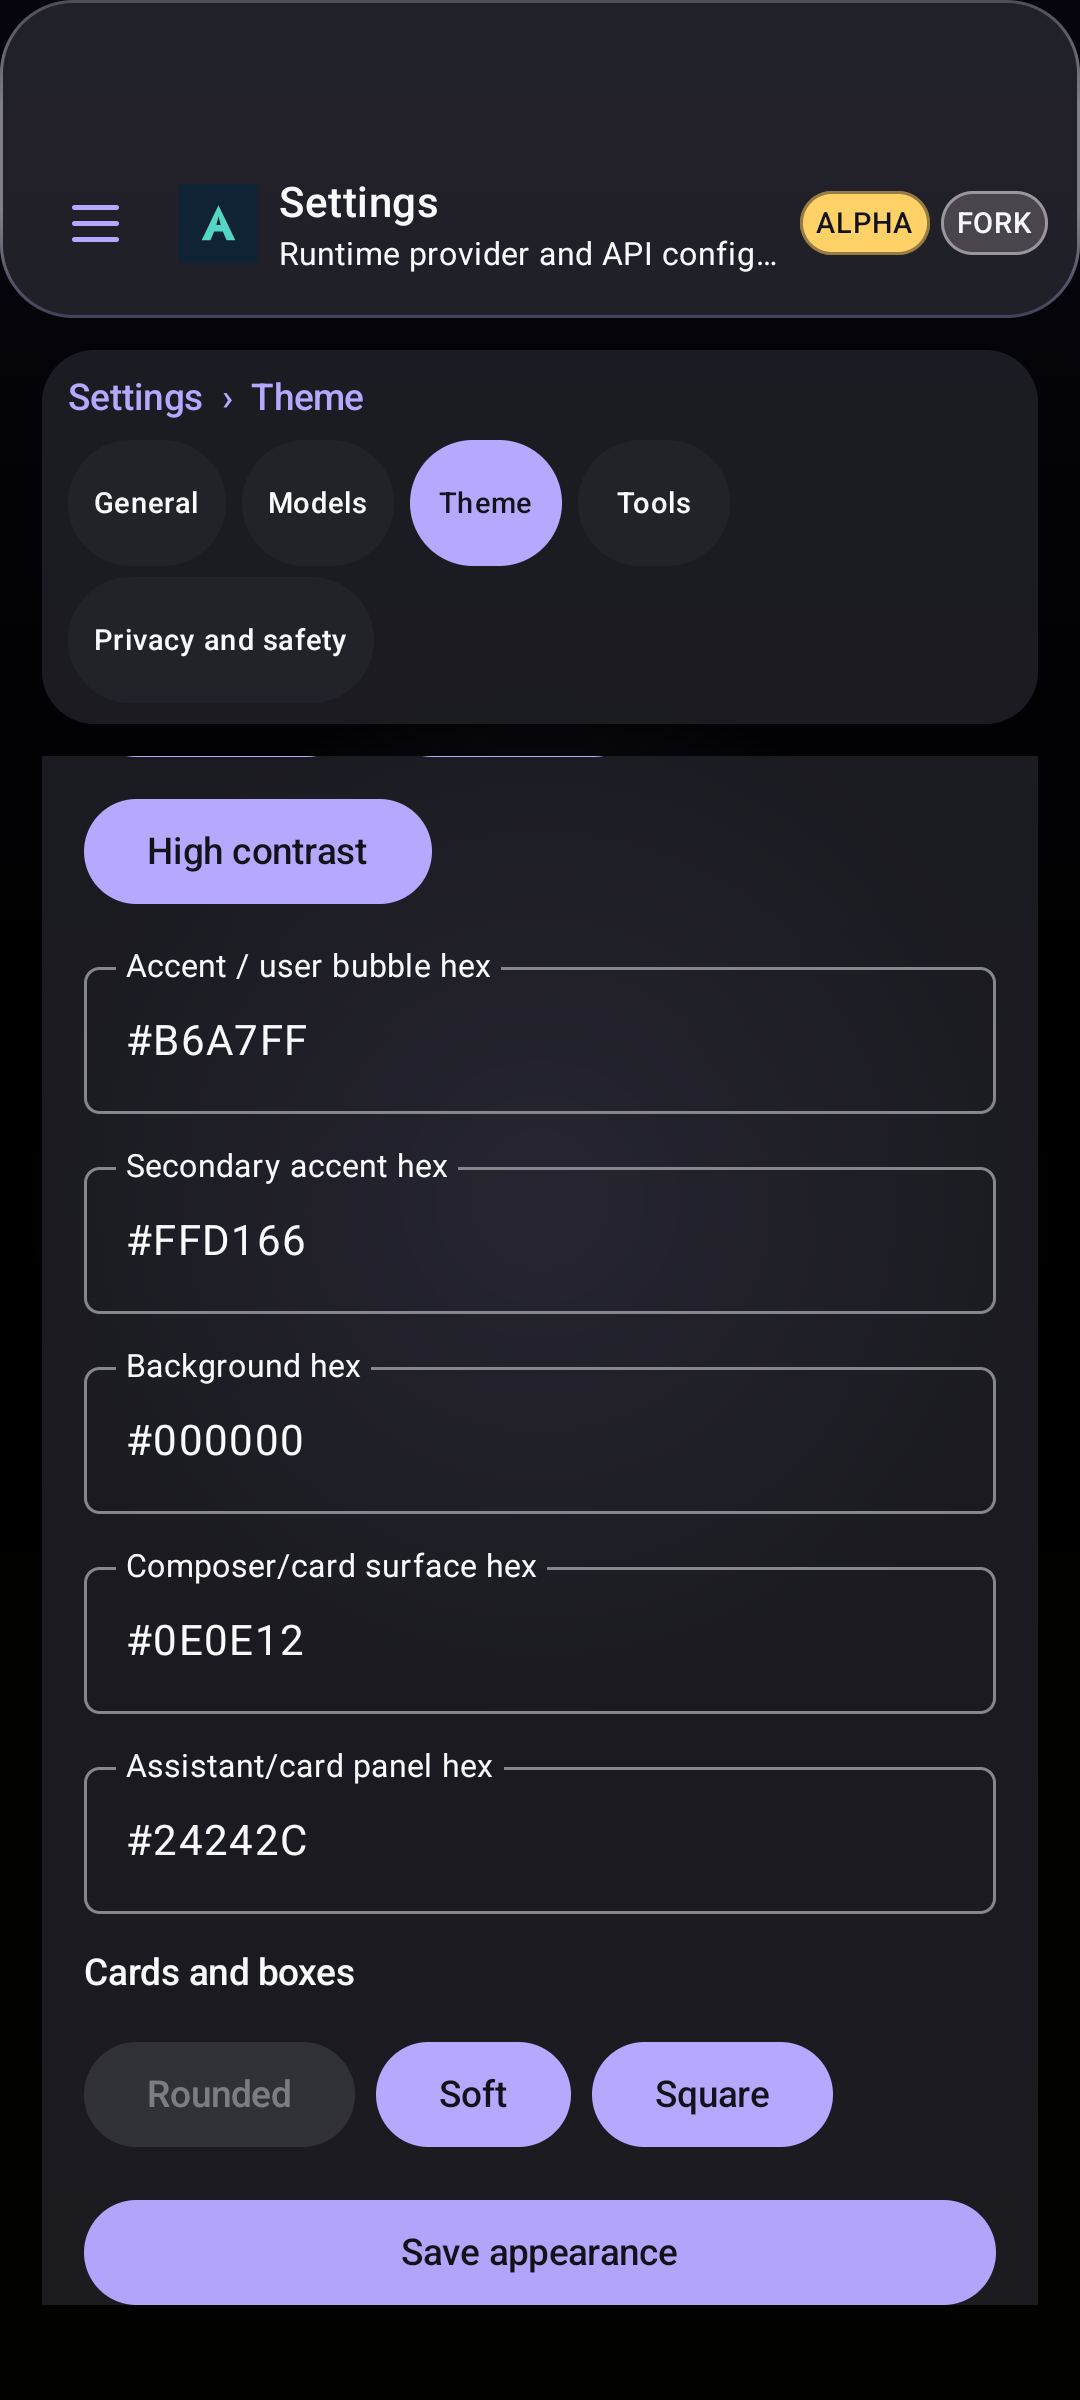 Settings
Runtime provider and API config…
ALPHA
FORK
Settings › Theme
General
Models
Theme
Tools
Privacy and safety
High contrast
Accent / user bubble hex
#B6A7FF
Secondary accent hex
#FFD166
Background hex
#000000
Composer/card surface hex
#0E0E12
Assistant/card panel hex
#24242C
Cards and boxes
Rounded
Soft
Square
Save appearance